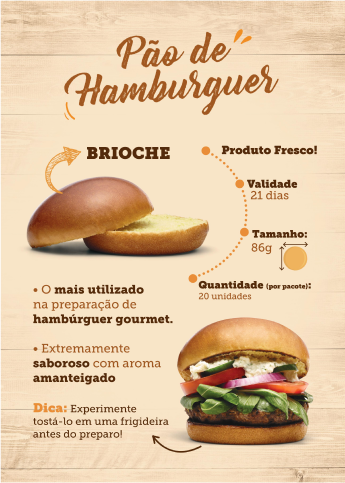 Pão de
Hamburguer
BRIOCHE
Produto Fresco!
Validade
21 dias
Tamanho:
86g
Quantidade (por pacote):
20 unidades
• O mais utilizado
na preparação de
hambúrguer gourmet.
• Extremamente
saboroso com aroma
amanteigado
Dica: Experimente
tostá-lo em uma frigideira
antes do preparo!